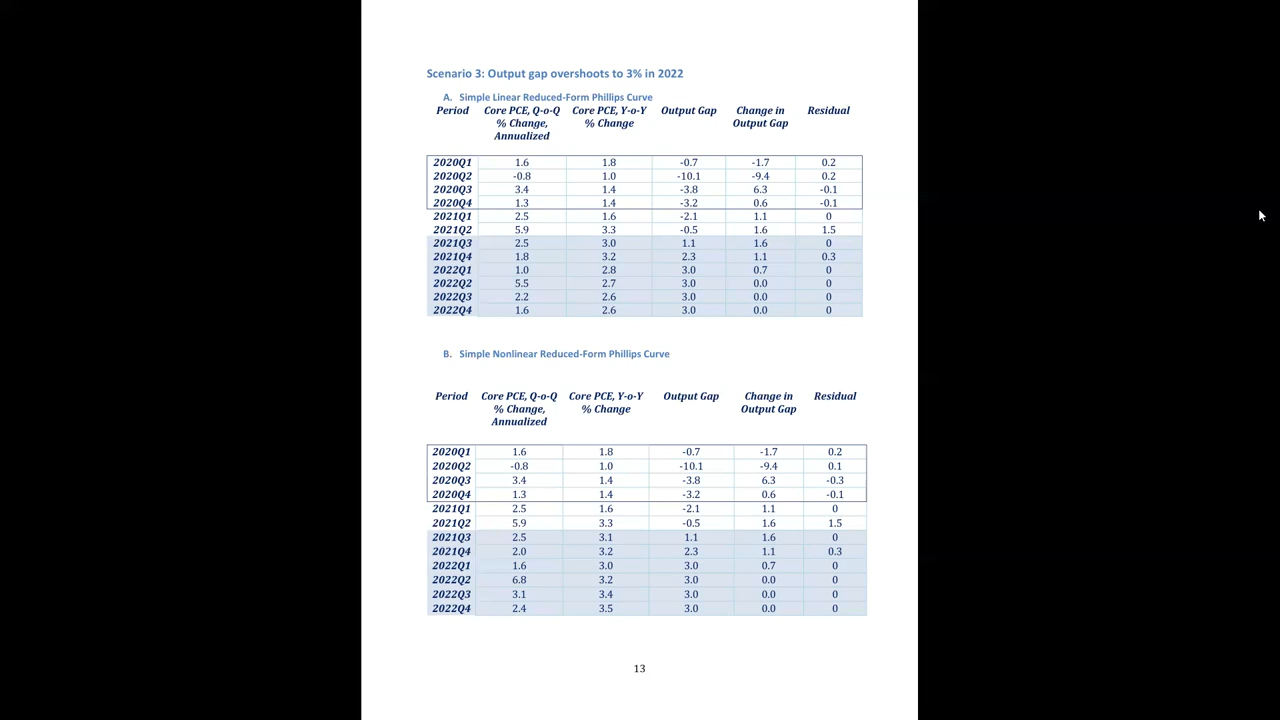 Scenario 3: Output gap overshoots to 3% in 2022
A. Simple Linear Reduced-Form Phillips Curve
Period Core PCE, Q-o-Q Core PCE, Y-o-Y Output Gap Change in Residual
% Change, % Change Output Gap
Annualized
2020Q1 1.6 1.8 -0.7 -1.7 0.2
2020Q2 -0.8 1.0 -10.1 -9.4 0.2
2020Q3 3.4 1.4 -3.8 6.3 -0.1
2020Q4 1.3 1.4 -3.2 0.6 -0.1
2021Q1 2.5 1.6 -2.1 1.1 0
2021Q2 5.9 3.3 -0.5 1.6 1.5
2021Q3 2.5 3.0 1.1 1.6 0
2021Q4 1.8 3.2 2.3 1.1 0.3
2022Q1 1.0 2.8 3.0 0.7 0
2022Q2 5.5 2.7 3.0 0.0 0
2022Q3 2.2 2.6 3.0 0.0 0
2022Q4 1.6 2.6 3.0 0.0 0
B. Simple Nonlinear Reduced-Form Phillips Curve
Period Core PCE, Q-o-Q Core PCE, Y-o-Y Output Gap Change in Residual
% Change, % Change Output Gap
Annualized
2020Q1 1.6 1.8 -0.7 -1.7 0.2
2020Q2 -0.8 1.0 -10.1 -9.4 0.1
2020Q3 3.4 1.4 -3.8 6.3 -0.3
2020Q4 1.3 1.4 -3.2 0.6 -0.1
2021Q1 2.5 1.6 -2.1 1.1 0
2021Q2 5.9 3.3 -0.5 1.6 1.5
2021Q3 2.5 3.1 1.1 1.6 0
2021Q4 2.0 3.2 2.3 1.1 0.3
2022Q1 1.6 3.0 3.0 0.7 0
2022Q2 6.8 3.2 3.0 0.0 0
2022Q3 3.1 3.4 3.0 0.0 0
2022Q4 2.4 3.5 3.0 0.0 0
13